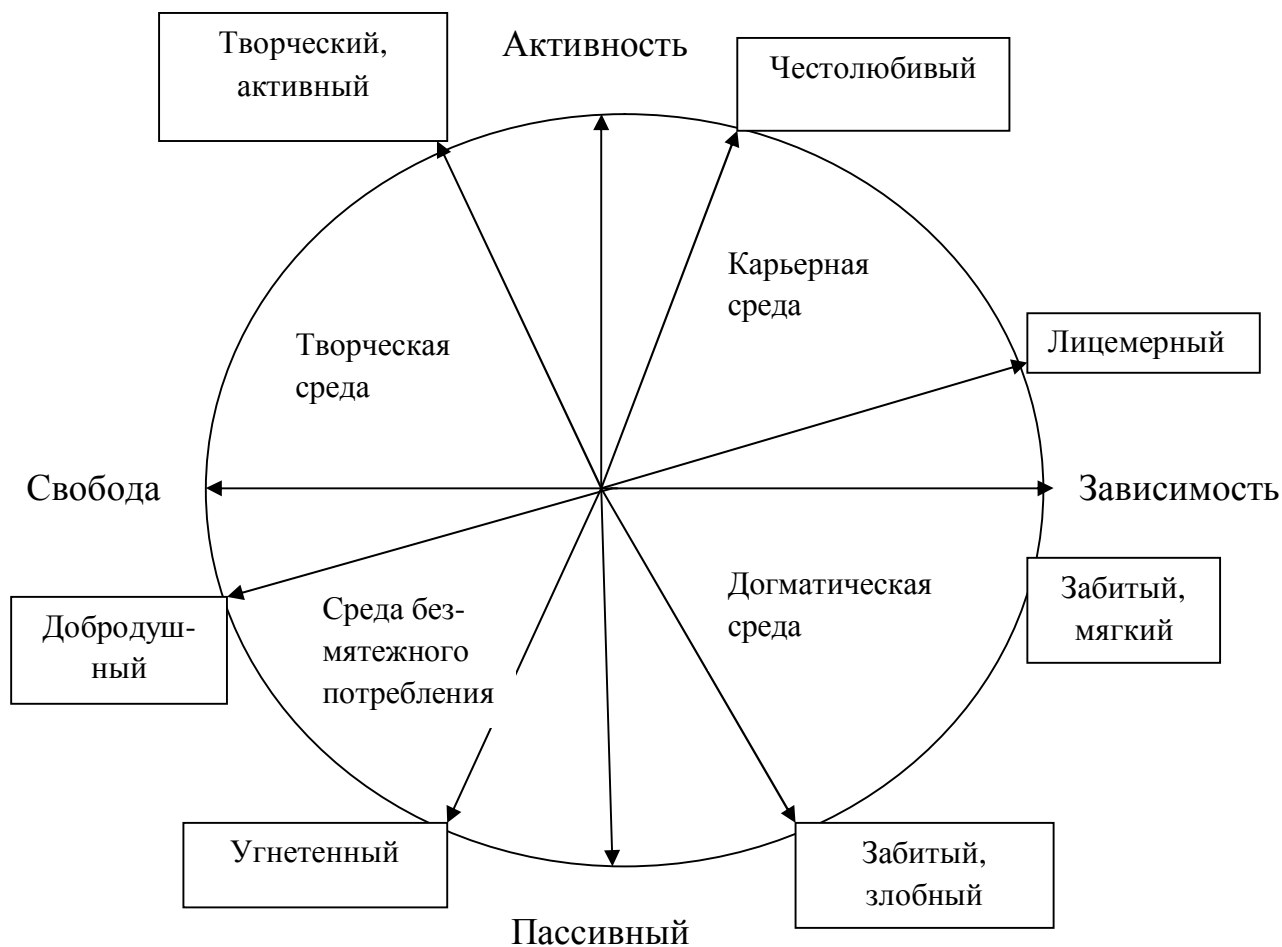 Творческий,
активный
Активность
Честолюбивый
Карьерная
среда
Творческая
среда
Лицемерный
Свобода
Зависимость
Добродуш-
ный
Среда без-
мятежного
потребления
Догматическая
среда
Забитый,
мягкий
Угнетенный
Забитый,
злобный
Пассивный